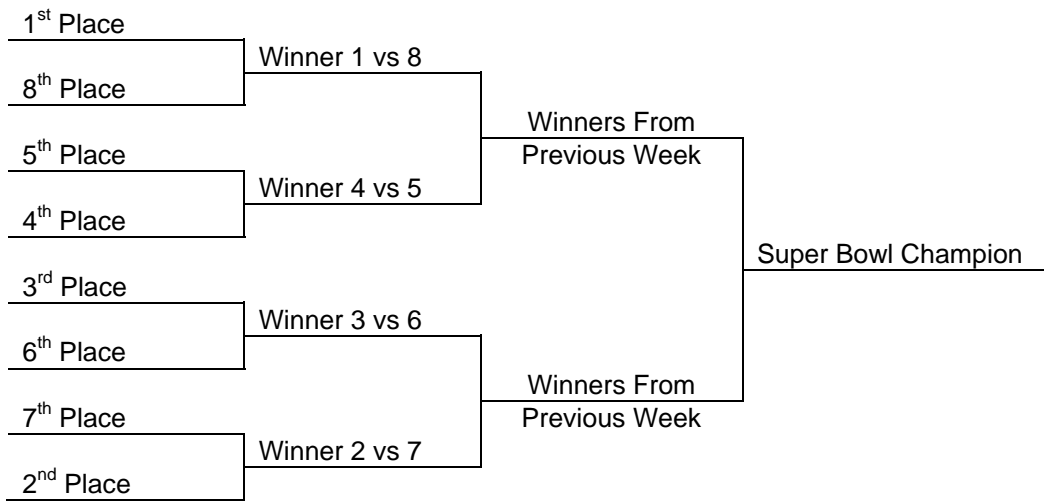 1st Place
Winner 1 vs 8
8th Place
Winners From
Previous Week
5th Place
Winner 4 vs 5
4th Place
Super Bowl Champion
3rd Place
Winner 3 vs 6
6th Place
Winners From
Previous Week
7th Place
Winner 2 vs 7
2nd Place